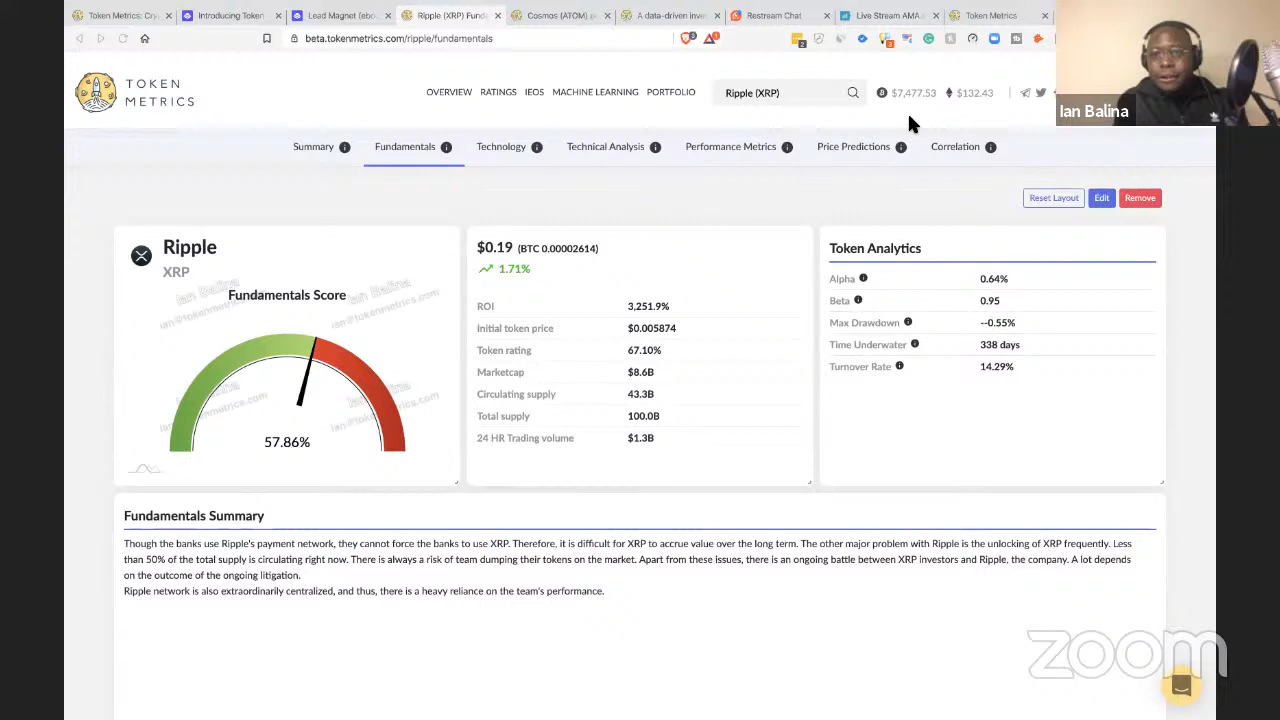 Token Metrics: Cry
Introducing Token
Lead Magnet (ebo
Ripple (XRP) Fund
Cosmos (ATOM)
A data-driven inve
Restream Chat
Live Stream AMA
Token Metrics
beta.tokenmetrics.com/ripple/fundamentals
TOKEN
METRICS
OVERVIEW RATINGS IEOS MACHINE LEARNING PORTFOLIO
Ripple (XRP)
$7,477.53 $132.43
Ian Balina
Summary Fundamentals Technology Technical Analysis Performance Metrics Price Predictions Correlation
Reset Layout Edit Remove
Ripple
XRP
Fundamentals Score
57.86%
Ian Balina
ian@tokenmetrics.com
Ian Balina
ian@tokenmetrics.com
$0.19 (BTC 0.00002614)
1.71%
ROI 3,251.9%
Initial token price $0.005874
Token rating 67.10%
Marketcap $8.6B
Circulating supply 43.3B
Total supply 100.0B
24 HR Trading volume $1.3B
Token Analytics
Alpha 0.64%
Beta 0.95
Max Drawdown --0.55%
Time Underwater 338 days
Turnover Rate 14.29%
Fundamentals Summary
Though the banks use Ripple's payment network, they cannot force the banks to use XRP. Therefore, it is difficult for XRP to accrue value over the long term. The other major problem with Ripple is the unlocking of XRP frequently. Less
than 50% of the total supply is circulating right now. There is always a risk of team dumping their tokens on the market. Apart from these issues, there is an ongoing battle between XRP investors and Ripple, the company. A lot depends
on the outcome of the ongoing litigation.
Ripple network is also extraordinarily centralized, and thus, there is a heavy reliance on the team's performance.
zoom